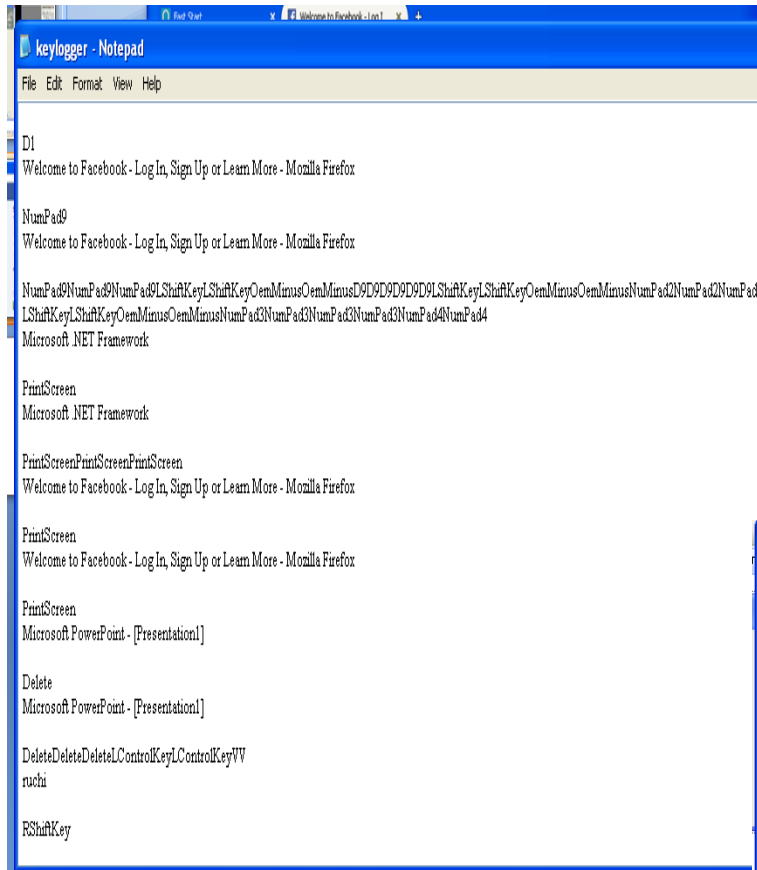 Fast Start X Welcome to Facebook - Log I... X +
keylogger - Notepad
File Edit Format View Help
D1
Welcome to Facebook - Log In, Sign Up or Learn More - Mozilla Firefox
NumPad9
Welcome to Facebook - Log In, Sign Up or Learn More - Mozilla Firefox
NumPad9NumPad9NumPad9LShiftKeyLShiftKeyOemMinusOemMinusD9D9D9D9D9D9LShiftKeyLShiftKeyOemMinusOemMinusNumPad2NumPad2NumPad
LShiftKeyLShiftKeyOemMinusOemMinusNumPad3NumPad3NumPad3NumPad3NumPad4NumPad4
Microsoft .NET Framework
PrintScreen
Microsoft .NET Framework
PrintScreenPrintScreenPrintScreen
Welcome to Facebook - Log In, Sign Up or Learn More - Mozilla Firefox
PrintScreen
Welcome to Facebook - Log In, Sign Up or Learn More - Mozilla Firefox
PrintScreen
Microsoft PowerPoint - [Presentation1]
Delete
Microsoft PowerPoint - [Presentation1]
DeleteDeleteDeleteLControlKeyLControlKeyVV
ruchi
RShiftKey